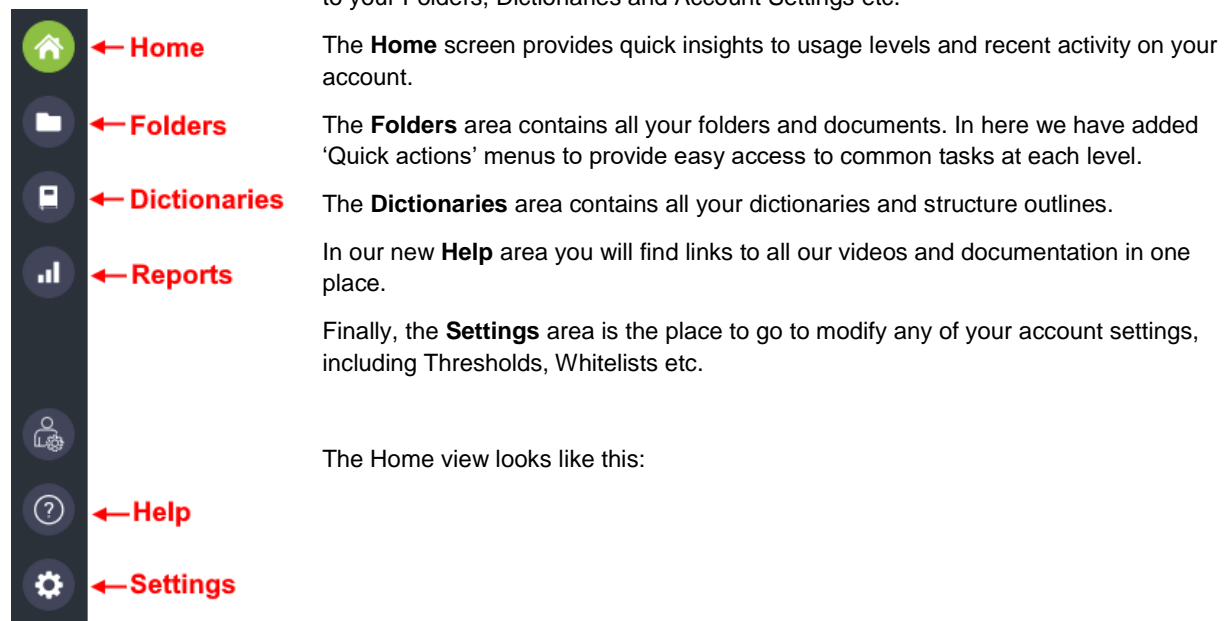 to your Folders, Dictionaries and Account Settings etc.
Home
The Home screen provides quick insights to usage levels and recent activity on your
account.
Folders
The Folders area contains all your folders and documents. In here we have added
‘Quick actions’ menus to provide easy access to common tasks at each level.
Dictionaries
The Dictionaries area contains all your dictionaries and structure outlines.
In our new Help area you will find links to all our videos and documentation in one
place.
Reports
Finally, the Settings area is the place to go to modify any of your account settings,
including Thresholds, Whitelists etc.
The Home view looks like this:
?
Help
Settings